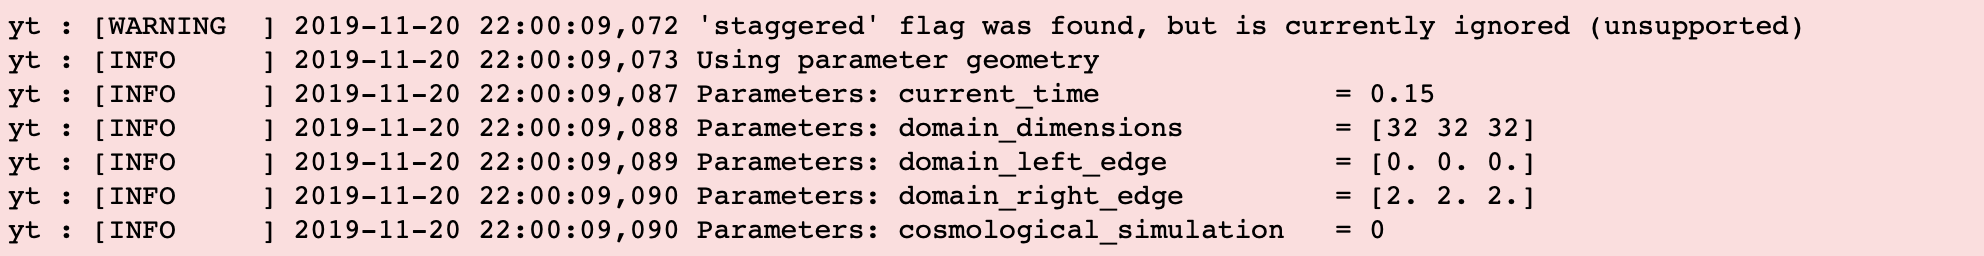 yt : [WARNING  ] 2019-11-20 22:00:09,072 'staggered' flag was found, but is currently ignored (unsupported)
yt : [INFO     ] 2019-11-20 22:00:09,073 Using parameter geometry
yt : [INFO     ] 2019-11-20 22:00:09,087 Parameters: current_time              = 0.15
yt : [INFO     ] 2019-11-20 22:00:09,088 Parameters: domain_dimensions         = [32 32 32]
yt : [INFO     ] 2019-11-20 22:00:09,089 Parameters: domain_left_edge          = [0. 0. 0.]
yt : [INFO     ] 2019-11-20 22:00:09,090 Parameters: domain_right_edge         = [2. 2. 2.]
yt : [INFO     ] 2019-11-20 22:00:09,090 Parameters: cosmological_simulation   = 0